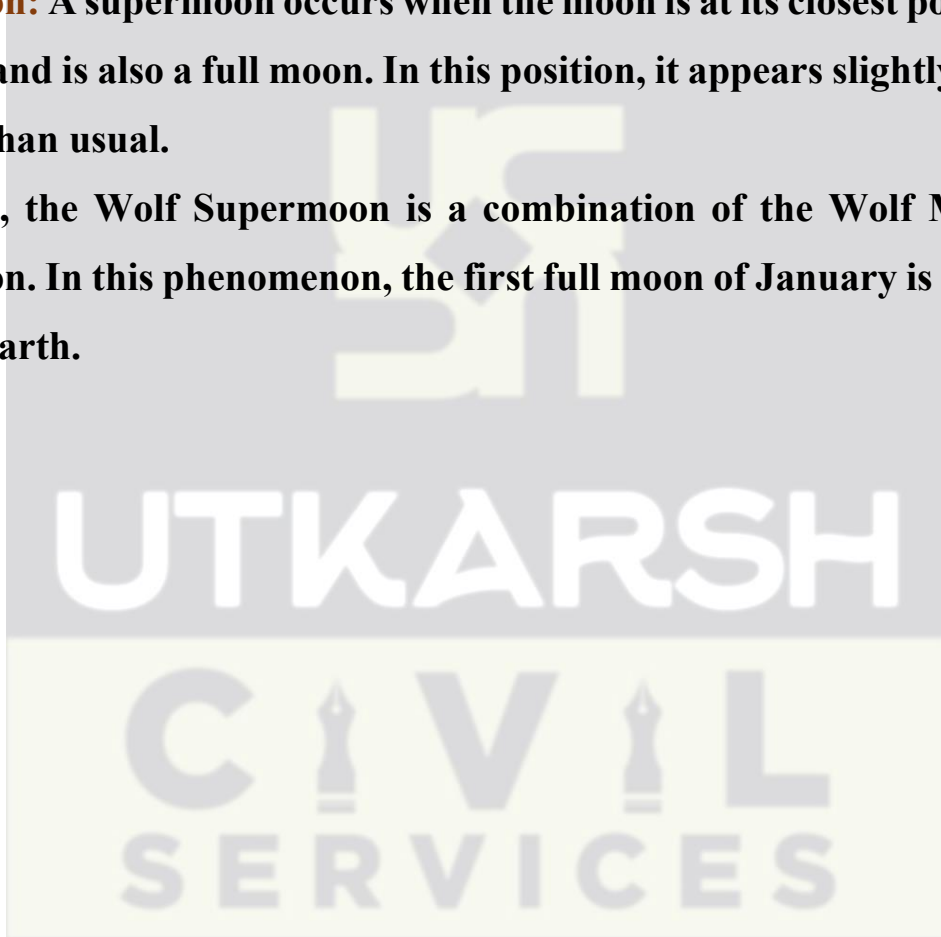 on: A supermoon occurs when the moon is at its closest po
and is also a full moon. In this position, it appears slightly
han usual.
, the Wolf Supermoon is a combination of the Wolf M
on. In this phenomenon, the first full moon of January is
arth.
UTKARSH
CIVIL
SERVICES